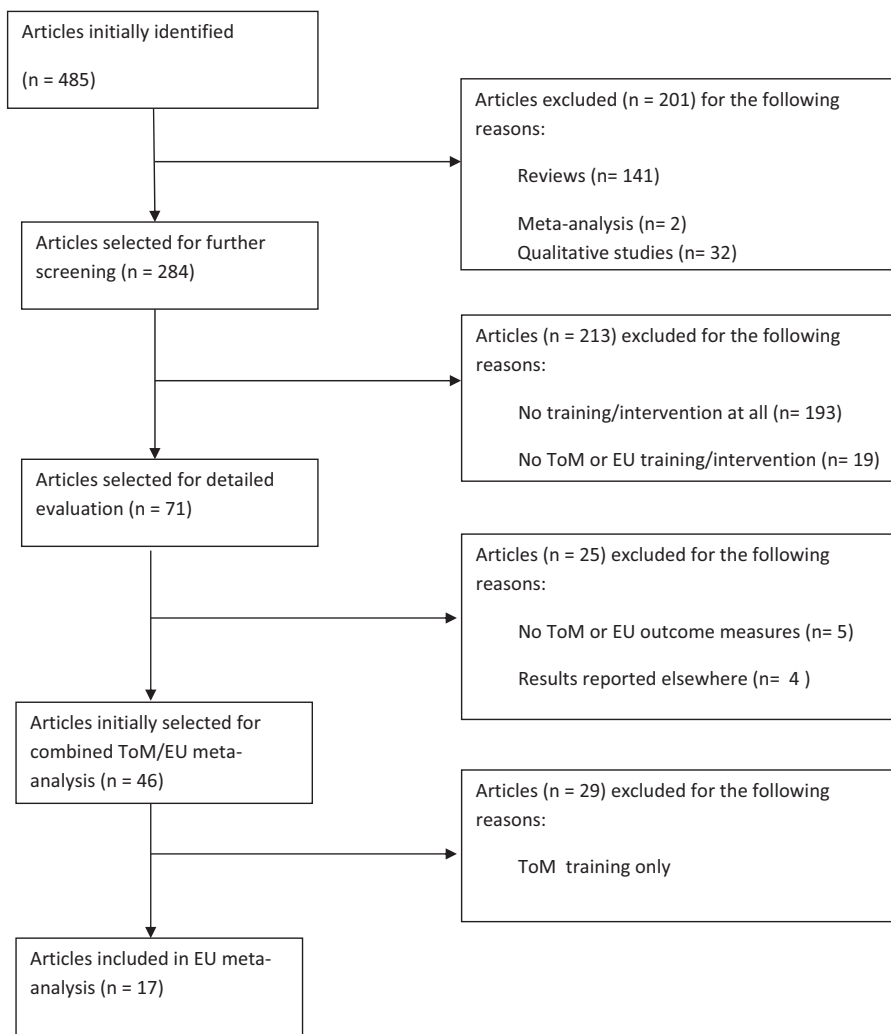 Articles initially identified
(n = 485)
Articles excluded (n = 201) for the following
reasons:
Reviews (n= 141)
Meta-analysis (n= 2)
Qualitative studies (n= 32)
Articles selected for further
screening (n = 284)
Articles (n = 213) excluded for the following
reasons:
No training/intervention at all (n= 193)
No ToM or EU training/intervention (n= 19)
Articles selected for detailed
evaluation (n = 71)
Articles (n = 25) excluded for the following
reasons:
No ToM or EU outcome measures (n= 5)
Results reported elsewhere (n=  4 )
Articles initially selected for
combined ToM/EU meta-
analysis (n = 46)
Articles (n = 29) excluded for the following
reasons:
ToM  training only
Articles included in EU meta-
analysis (n = 17)